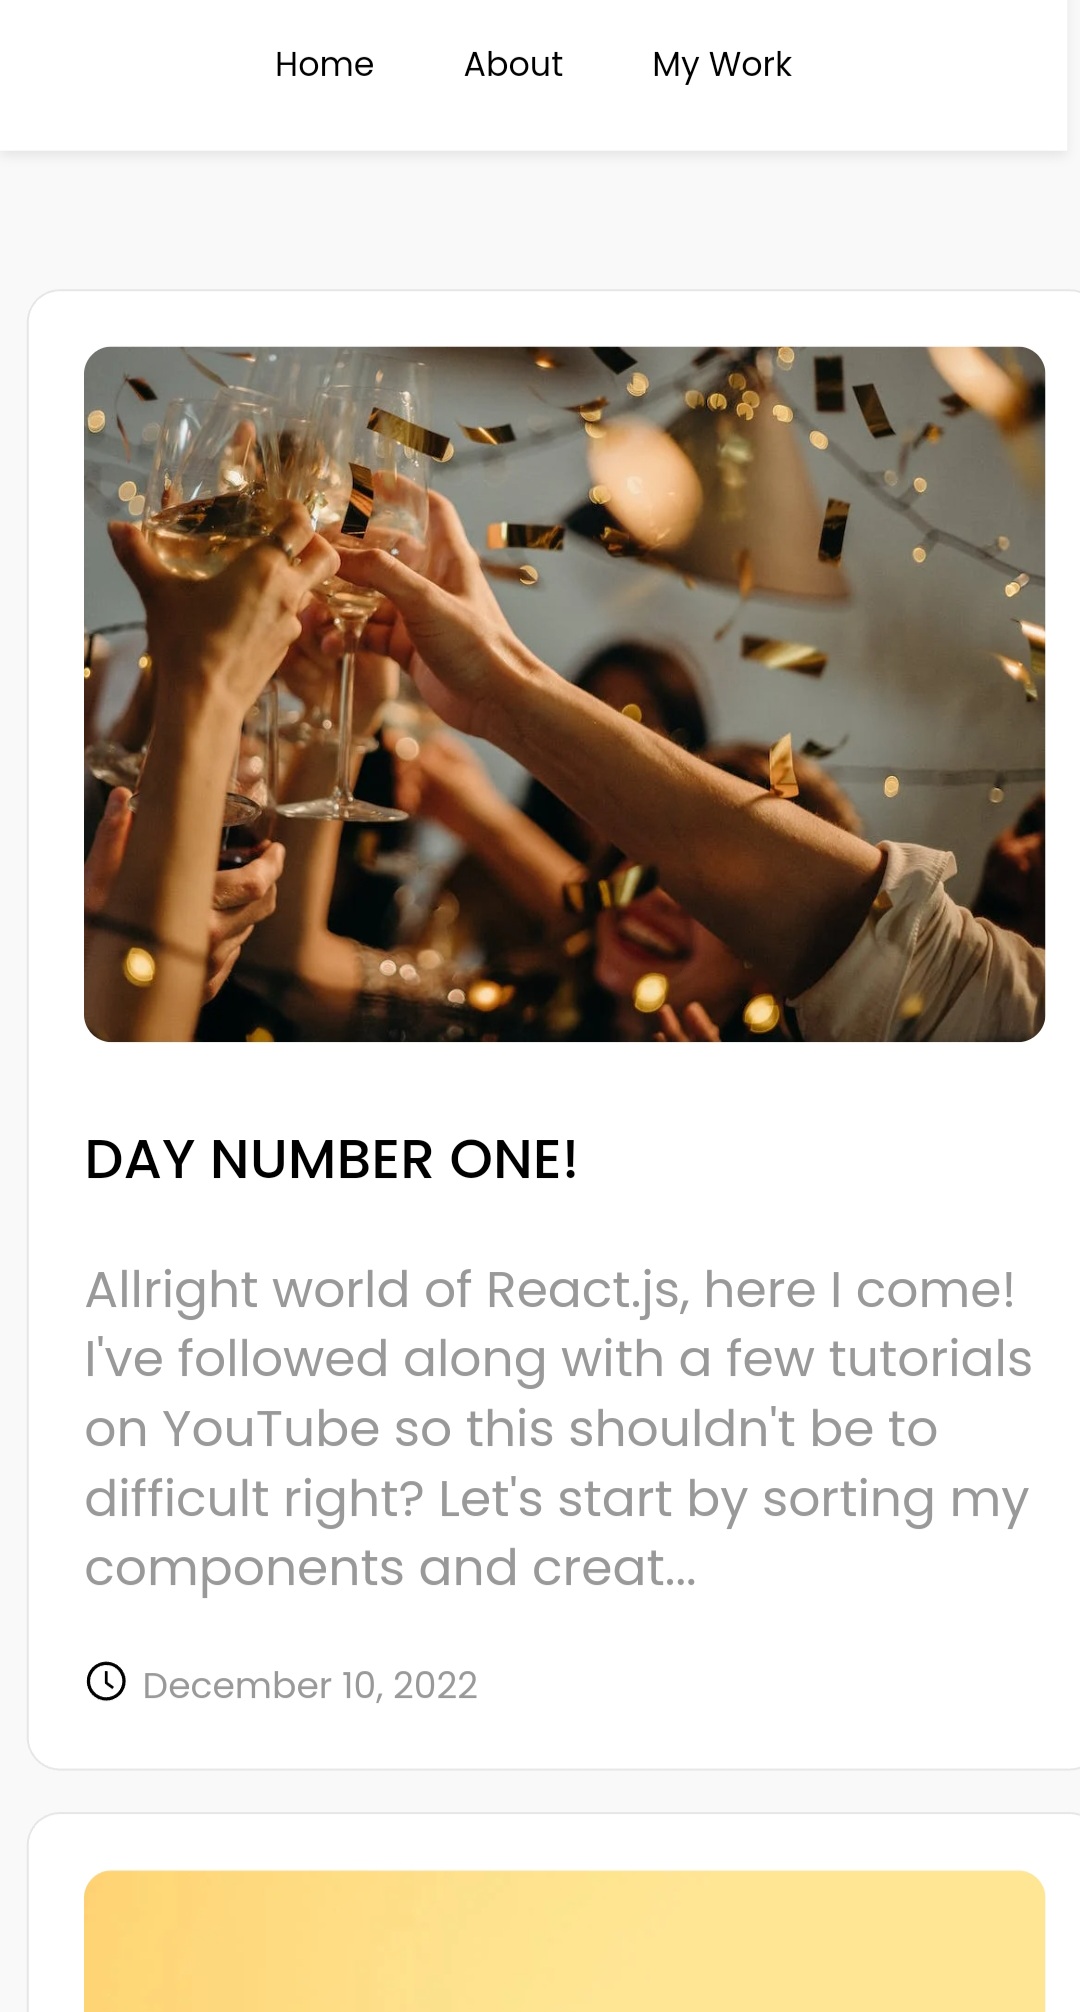 Home About My Work
DAY NUMBER ONE!
Allright world of React.js, here I come!
I've followed along with a few tutorials
on YouTube so this shouldn't be to
difficult right? Let's start by sorting my
components and creat...
December 10, 2022